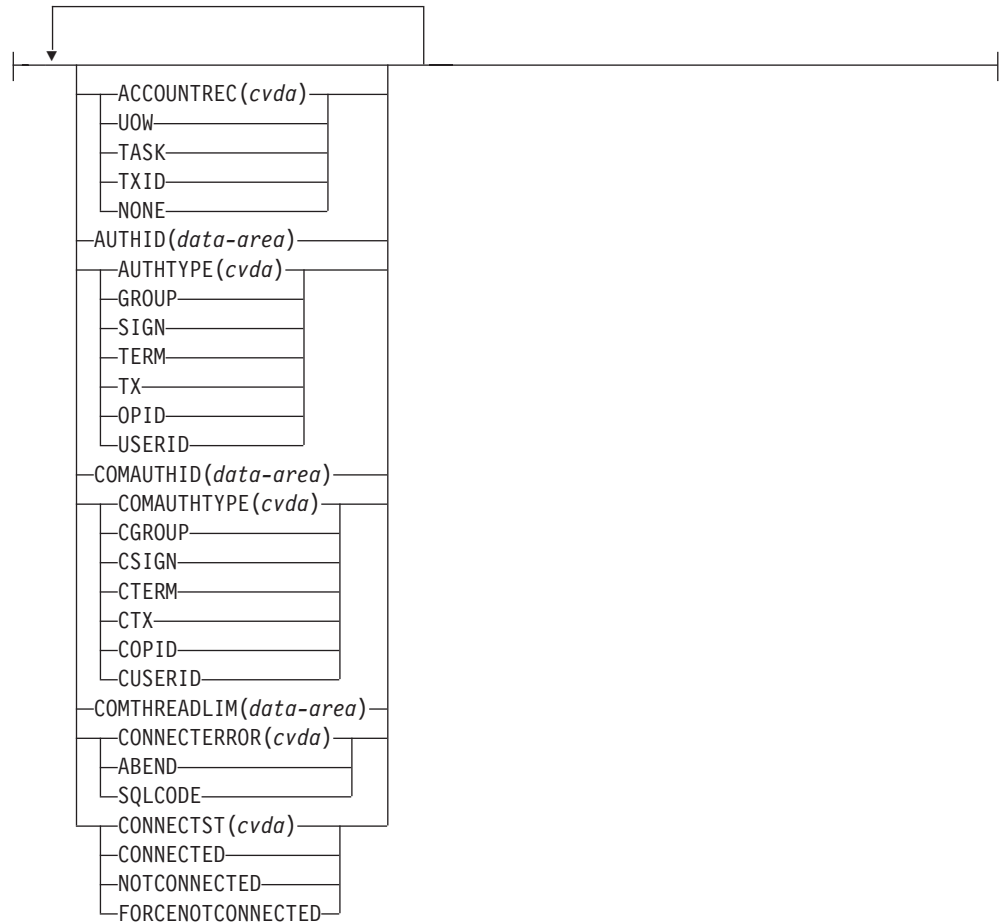 ACCOUNTREC(cvda)
UOW
TASK
TXID
NONE
AUTHID(data-area)
AUTHTYPE(cvda)
GROUP
SIGN
TERM
TX
OPID
USERID
COMAUTHID(data-area)
COMAUTHTYPE(cvda)
CGROUP
CSIGN
CTERM
CTX
COPID
CUSERID
COMTHREADLIM(data-area)
CONNECTERROR(cvda)
ABEND
SQLCODE
CONNECTST(cvda)
CONNECTED
NOTCONNECTED
FORCENOTCONNECTED